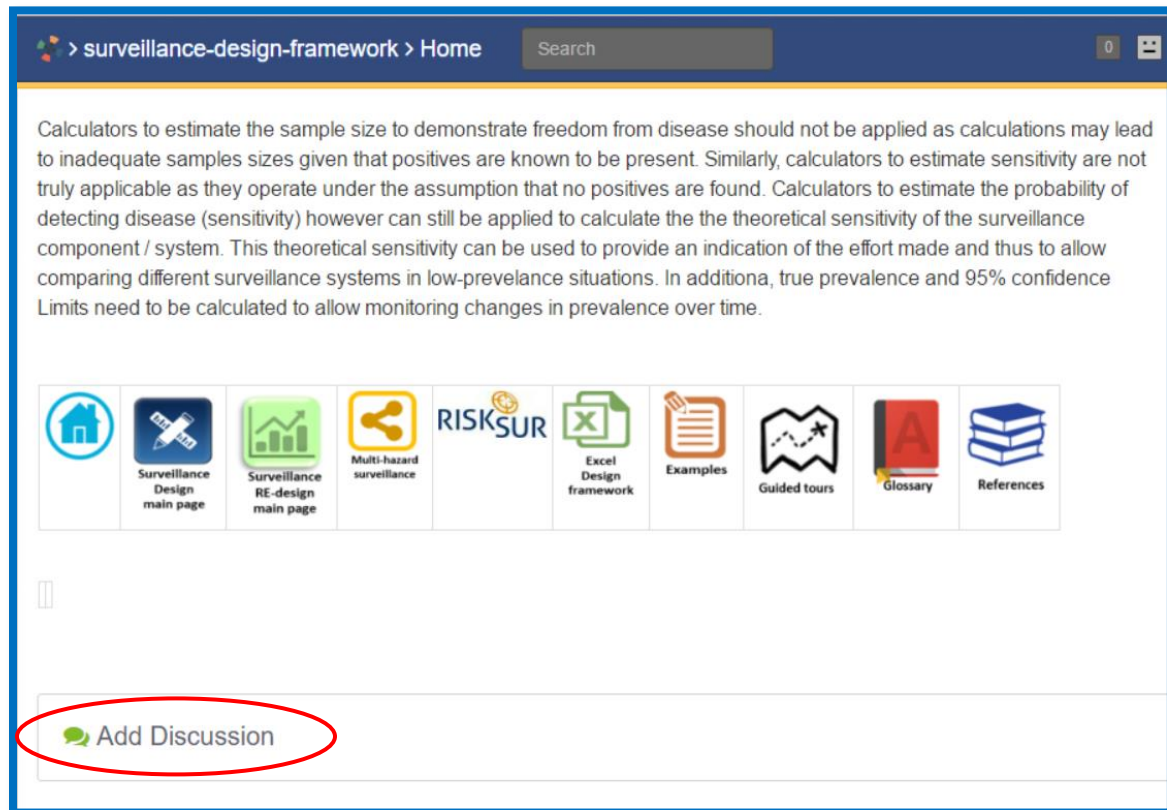 > surveillance-design-framework > Home
Search
0
Calculators to estimate the sample size to demonstrate freedom from disease should not be applied as calculations may lead
to inadequate samples sizes given that positives are known to be present. Similarly, calculators to estimate sensitivity are not
truly applicable as they operate under the assumption that no positives are found. Calculators to estimate the probability of
detecting disease (sensitivity) however can still be applied to calculate the the theoretical sensitivity of the surveillance
component / system. This theoretical sensitivity can be used to provide an indication of the effort made and thus to allow
comparing different surveillance systems in low-prevelance situations. In additiona, true prevalence and 95% confidence
Limits need to be calculated to allow monitoring changes in prevalence over time.
Surveillance
Design
main page
Surveillance
RE-design
main page
Multi-hazard
surveillance
RISKSUR
X
Excel
Design
framework
Examples
Guided tours
A
Glossary
References
Add Discussion